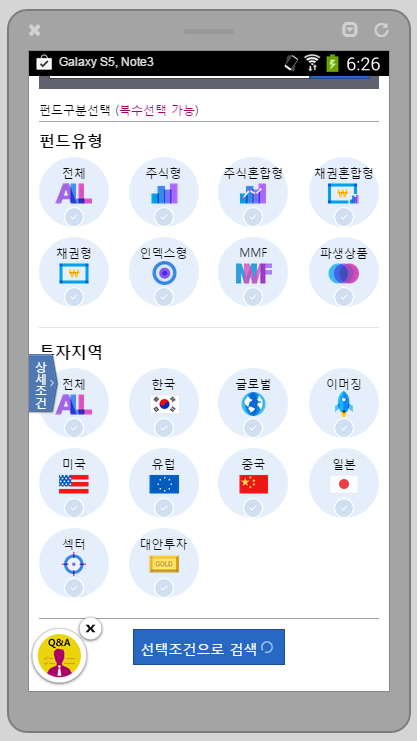 Galaxy S5, Note3
6:26
펀드구분선택 (복수선택 가능)
펀드유형
전체 주식형 주식혼합형 채권혼합형
ALL ₩
채권형 인덱스형 MMF 파생상품
₩ MMF
투자지역
상세조건
전체 한국 글로벌 이머징
ALL
미국 유럽 중국 일본
섹터 대안투자
GOLD
Q&A
선택조건으로 검색